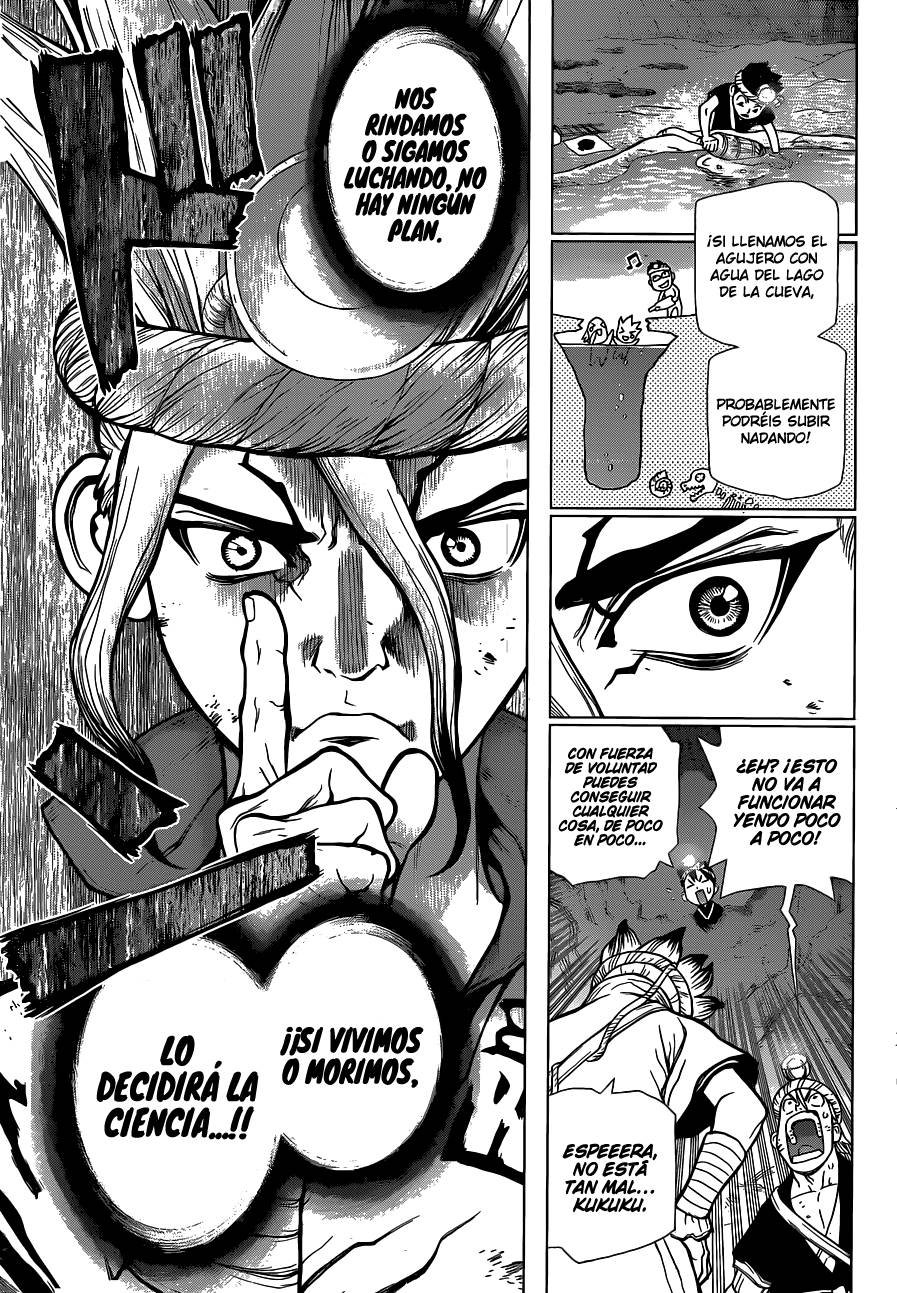 ¡SI LLENAMOS EL
AGUJERO CON
AGUA DEL LAGO
DE LA CUEVA,
PROBABLEMENTE
PODRÉIS SUBIR
NADANDO!
¿EH? ¡ESTO
NO VA A
FUNCIONAR
YENDO POCO
A POCO!
CON FUERZA
DE VOLUNTAD
PUEDES
CONSEGUIR
CUALQUIER
COSA, DE POCO
EN POCO...
ESPEEERA,
NO ESTÁ
TAN MAL...
KUKUKU.
NOS
RINDAMOS
O SIGAMOS
LUCHANDO, NO
HAY NINGÚN
PLAN.
¡¡SI VIVIMOS
O MORIMOS,
LO
DECIDIRÁ LA
CIENCIA...!!